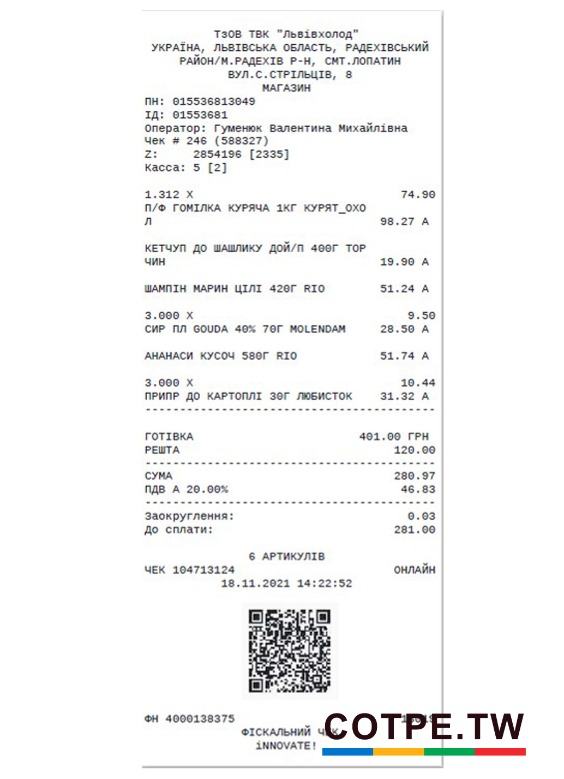 ТзОВ ТВК "Львівхолод"
УКРАЇНА, ЛЬВІВСЬКА ОБЛАСТЬ, РАДЕХІВСЬКИЙ
РАЙОН/М.РАДЕХІВ Р-Н, СМТ.ЛОПАТИН
ВУЛ.С.СТРІЛЬЦІВ, 8
МАГАЗИН
ПН: 015536813049
ІД: 01553681
Оператор: Гуменюк Валентина Михайлівна
Чек # 246 (588327)
Z: 2854196 [2335]
Касса: 5 [2]
1.312 X 74.90
П/Ф ГОМІЛКА КУРЯЧА 1КГ КУРЯТ_ОХО
Л 98.27 А
КЕТЧУП ДО ШАШЛИКУ ДОЙ/П 400Г ТОР
ЧИН 19.90 А
ШАМПІН МАРИН ЦІЛІ 420Г RIO 51.24 А
3.000 X 9.50
СИР ПЛ GOUDA 40% 70Г MOLENDAM 28.50 А
АНАНАСИ КУСОЧ 580Г RIO 51.74 А
3.000 X 10.44
ПРИПР ДО КАРТОПЛІ 30Г ЛЮБИСТОК 31.32 А
ГОТІВКА 401.00 ГРН
РЕШТА 120.00
СУМА 280.97
ПДВ А 20.00% 46.83
Заокруглення: 0.03
До сплати: 281.00
6 АРТИКУЛІВ
ЧЕК 104713124 ОНЛАЙН
18.11.2021 14:22:52
ФН 4000138375
ФІСКАЛЬНИЙ ЧЕК
iNNOVATE!
COTPE.TW